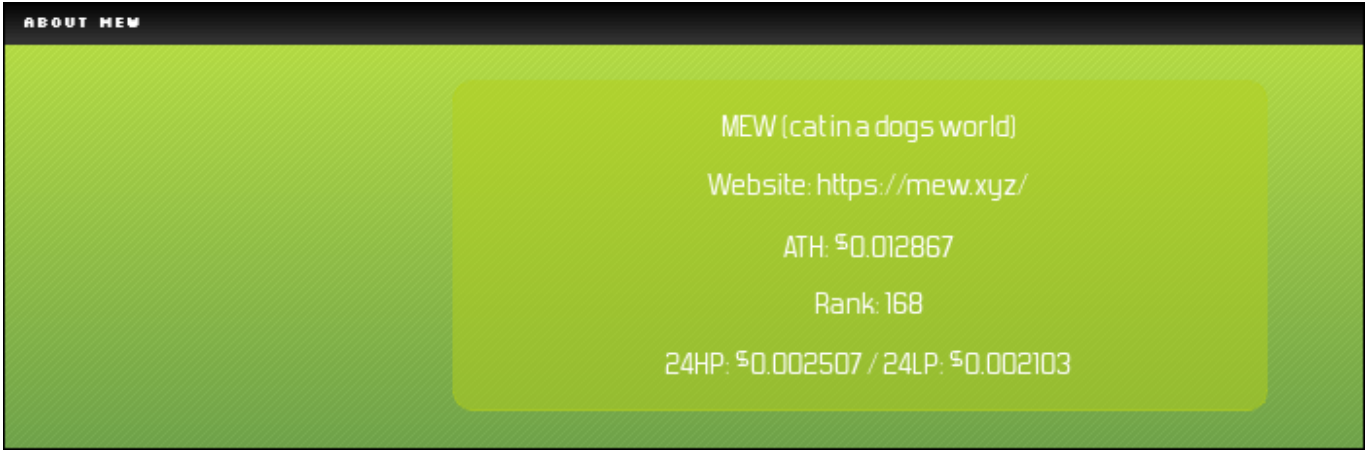 ABOUT MEW
MEW (cat in a dogs world)
Website: https://mew.xyz/
ATH: $0.012867
Rank: 168
24HP: $0.002507 / 24LP: $0.002103